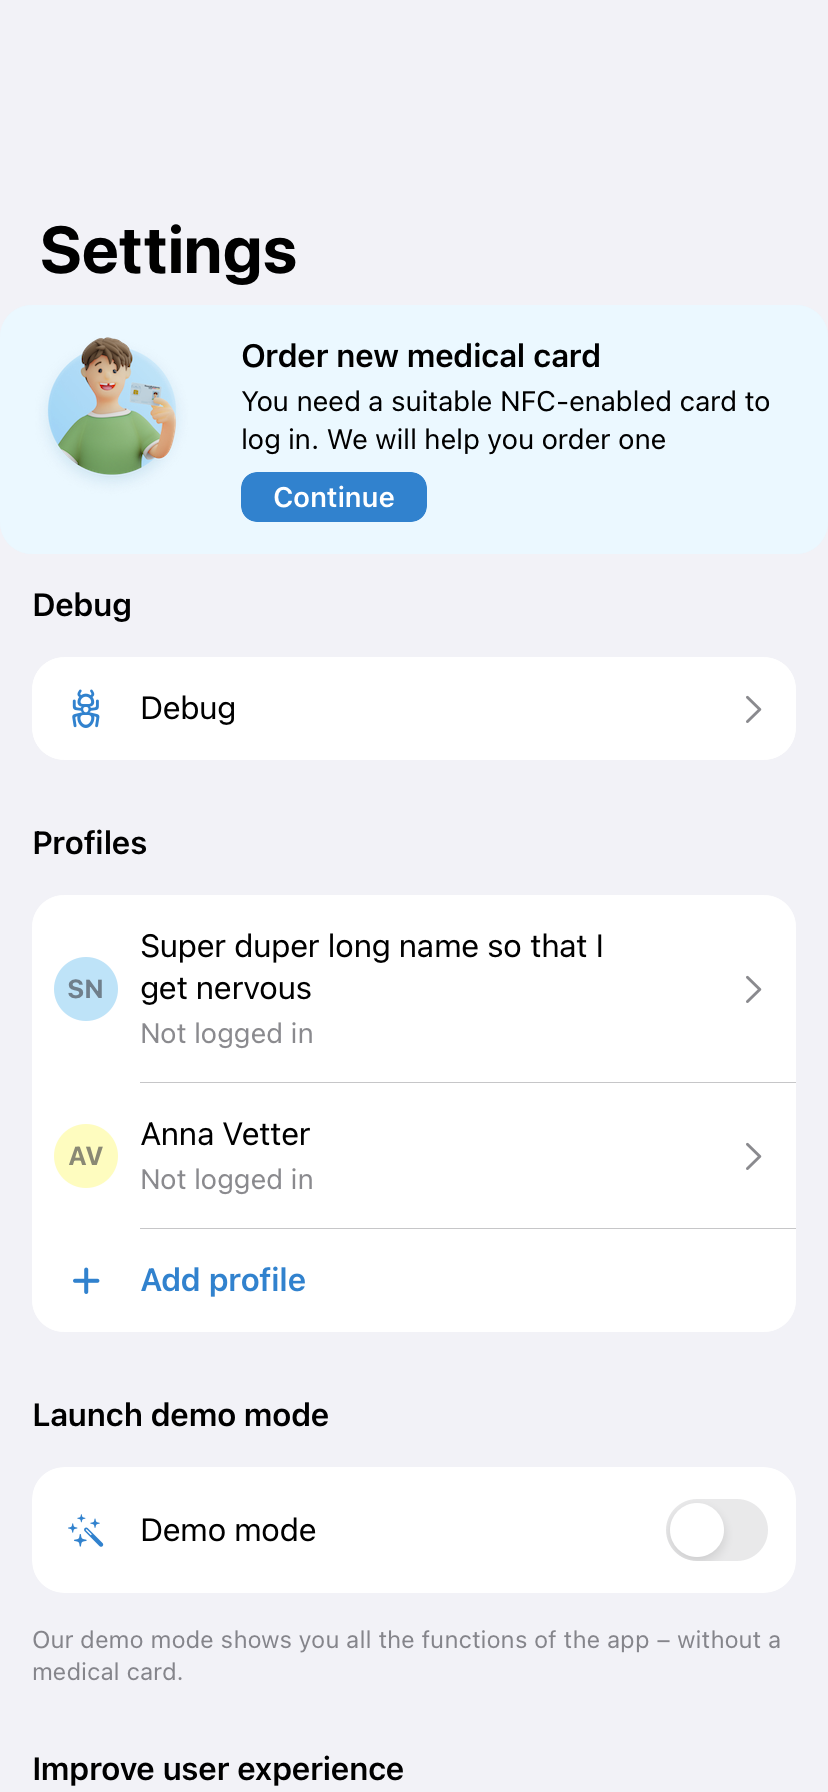 Settings
Order new medical card
You need a suitable NFC-enabled card to
log in. We will help you order one
Continue
Debug
Debug
Profiles
SN
Super duper long name so that I
get nervous
Not logged in
AV
Anna Vetter
Not logged in
Add profile
Launch demo mode
Demo mode
Our demo mode shows you all the functions of the app – without a
medical card.
Improve user experience